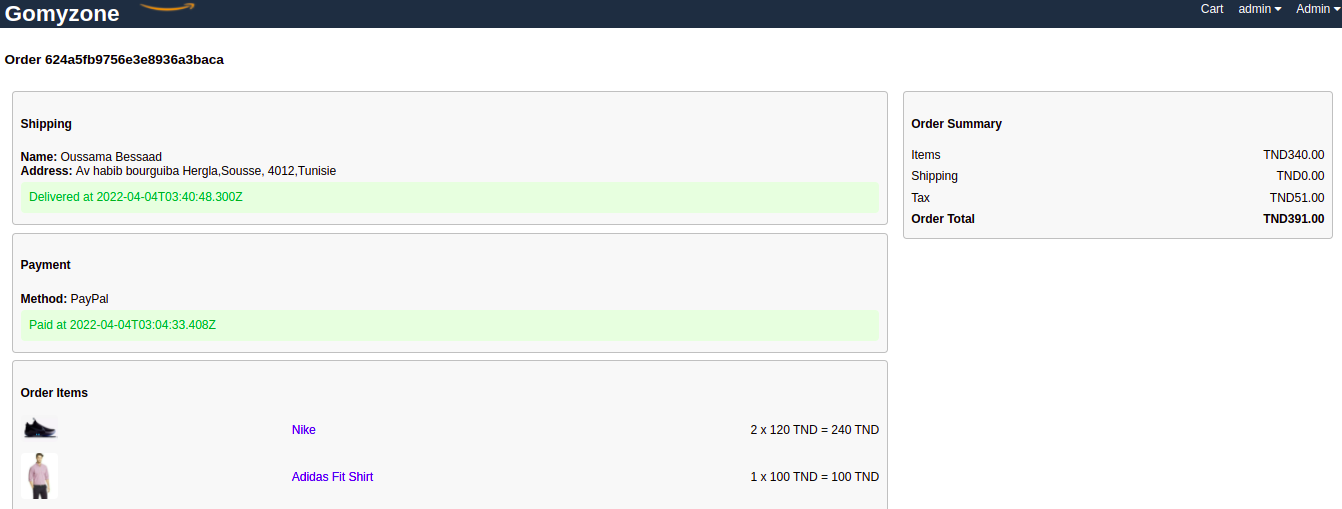 Gomyzone
Cart admin Admin
Order 624a5fb9756e3e8936a3baca
Shipping
Name: Oussama Bessaad
Address: Av habib bourguiba Hergla,Sousse, 4012,Tunisie
Delivered at 2022-04-04T03:40:48.300Z
Payment
Method: PayPal
Paid at 2022-04-04T03:04:33.408Z
Order Items
Nike 2 x 120 TND = 240 TND
Adidas Fit Shirt 1 x 100 TND = 100 TND
Order Summary
Items TND340.00
Shipping TND0.00
Tax TND51.00
Order Total TND391.00